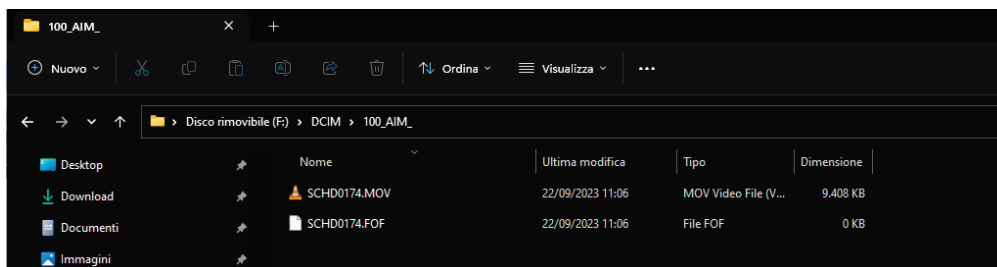 100_AIM_
Nuovo Ordina Visualizza
Disco rimovibile (F:) > DCIM > 100_AIM_
Desktop
Download
Documenti
Immagini
Nome Ultima modifica Tipo Dimensione
SCHD0174.MOV 22/09/2023 11:06 MOV Video File (V... 9.408 KB
SCHD0174.FOF 22/09/2023 11:06 File FOF 0 KB